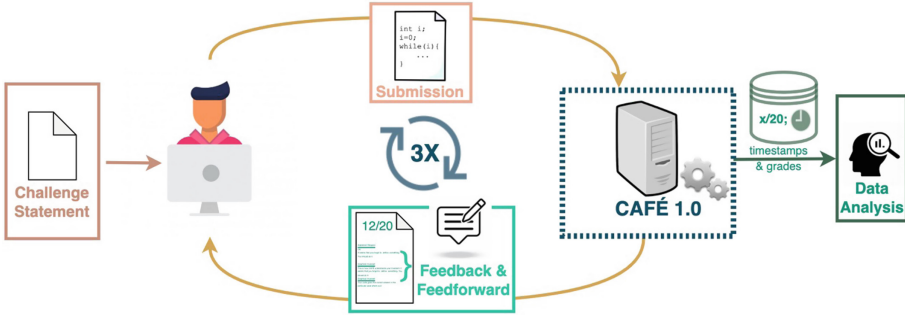 Challenge
Statement
int i;
i=0;
while(i){
...
}
Submission
3X
12/20
Feedback &
Feedforward
CAFÉ 1.0
x/20;
timestamps
& grades
Data
Analysis